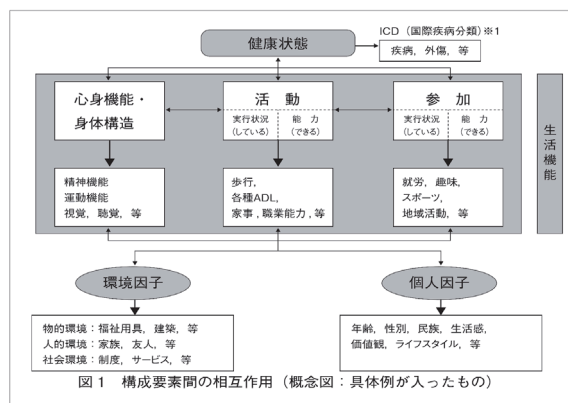 健康状態
ICD（国際疾病分類）※1
疾病，外傷，等
心身機能・
身体構造
活 動
実行状況
（している）
能 力
（できる）
参 加
実行状況
（している）
能 力
（できる）
生活機能
精神機能
運動機能
視覚，聴覚，等
歩行，
各種ADL，
家事，職業能力，等
就労，趣味，
スポーツ，
地域活動，等
環境因子
個人因子
物的環境：福祉用具，建築，等
人的環境：家族，友人，等
社会環境：制度，サービス，等
年齢，性別，民族，生活感，
価値観，ライフスタイル，等
図1 構成要素間の相互作用（概念図：具体例が入ったもの）